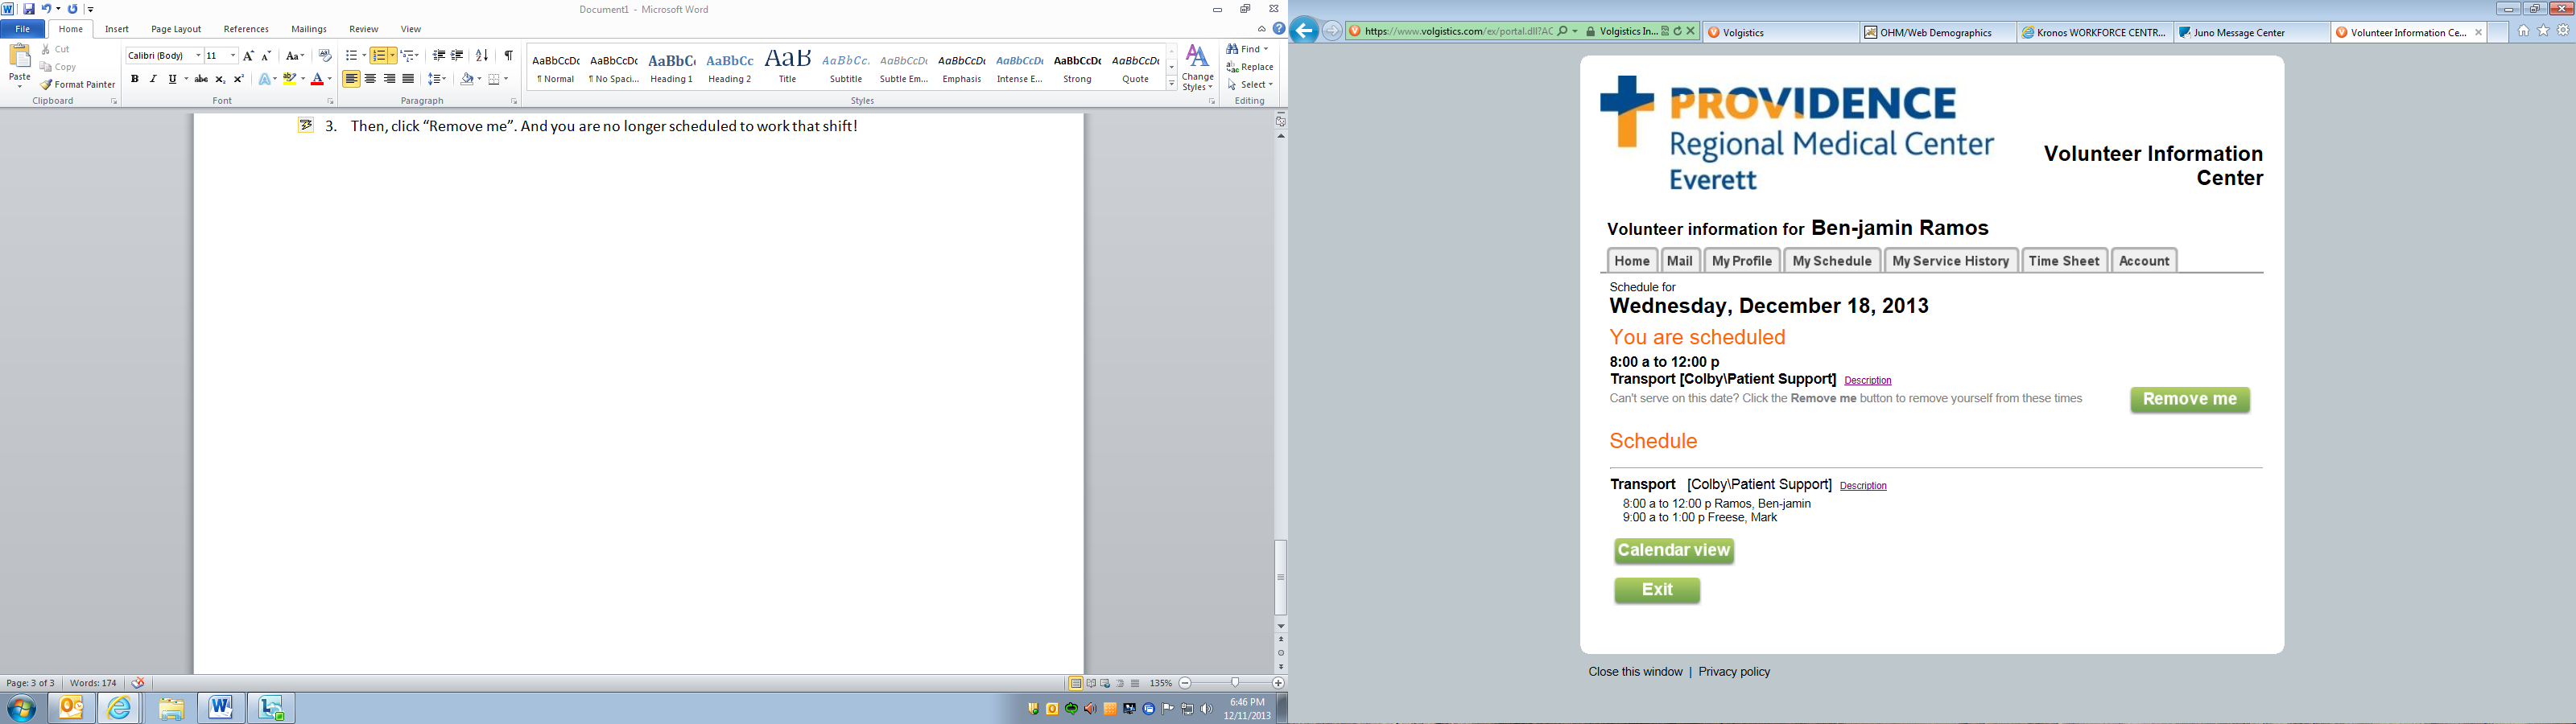 Document1 - Microsoft Word
File Home Insert Page Layout References Mailings Review View
Paste
Cut
Copy
Format Painter
Clipboard
Calibri (Body) 11
Font
Paragraph
AaBbCcDc AaBbCcDc AaBbC AaBbCc AaB AaBbCc. AaBbCcDc AaBbCcDc AaBbCcDc AaBbCcDc AaBbCcDc
¶ Normal ¶ No Spaci... Heading 1 Heading 2 Title Subtitle Subtle Em... Emphasis Intense E... Strong Quote
Change
Styles
Styles
Find
Replace
Select
Editing
3. Then, click “Remove me”. And you are no longer scheduled to work that shift!
Page: 3 of 3 Words: 174
135%
6:46 PM
12/11/2013
https://www.volgistics.com/ex/portal.dll?AC
Volgistics In...
Volgistics
OHM/Web Demographics
Kronos WORKFORCE CENTR...
Juno Message Center
Volunteer Information Ce...
PROVIDENCE
Regional Medical Center
Everett
Volunteer Information
Center
Volunteer information for Ben-jamin Ramos
Home Mail My Profile My Schedule My Service History Time Sheet Account
Schedule for
Wednesday, December 18, 2013
You are scheduled
8:00 a to 12:00 p
Transport [Colby\Patient Support] Description
Can't serve on this date? Click the Remove me button to remove yourself from these times
Remove me
Schedule
Transport [Colby\Patient Support] Description
8:00 a to 12:00 p Ramos, Ben-jamin
9:00 a to 1:00 p Freese, Mark
Calendar view
Exit
Close this window | Privacy policy